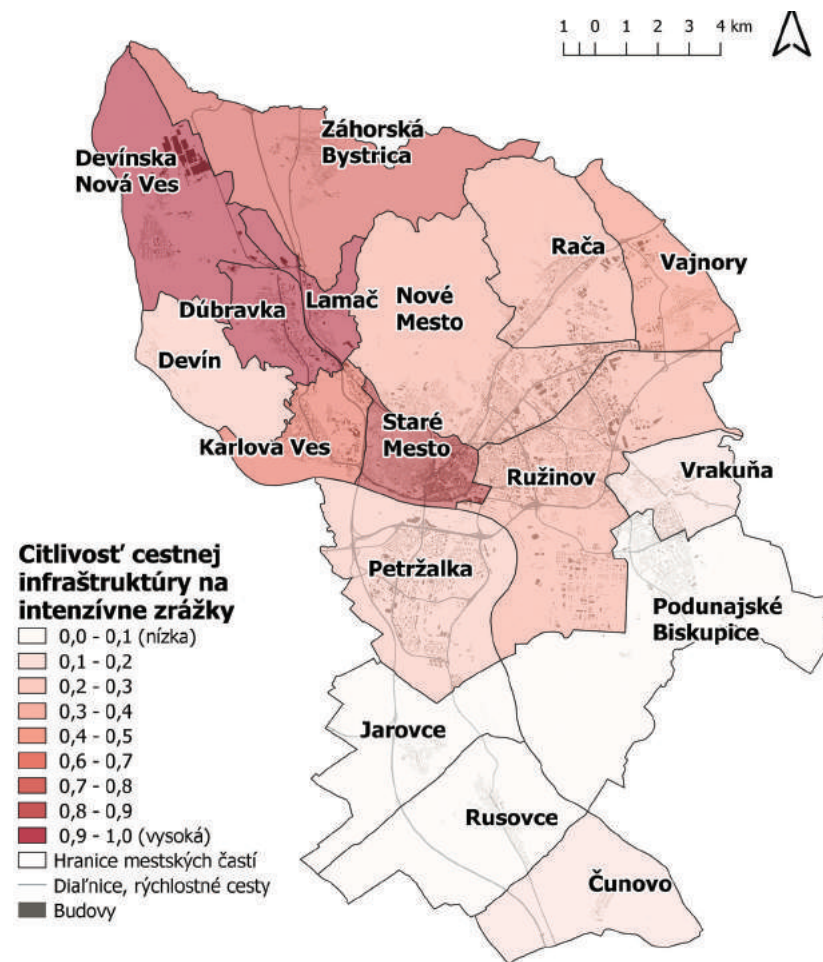 1 0 1 2 3 4 km
Záhorská
Bystrica
Devínska
Nová Ves
Rača
Vajnory
Lamač
Nové
Mesto
Dúbravka
Devín
Staré
Mesto
Karlova Ves
Ružinov
Vrakuňa
Petržalka
Podunajské
Biskupice
Jarovce
Rusovce
Čunovo
Citlivosť cestnej
infraštruktúry na
intenzívne zrážky
0,0 - 0,1 (nízka)
0,1 - 0,2
0,2 - 0,3
0,3 - 0,4
0,4 - 0,5
0,6 - 0,7
0,7 - 0,8
0,8 - 0,9
0,9 - 1,0 (vysoká)
Hranice mestských častí
Diaľnice, rýchlostné cesty
Budovy